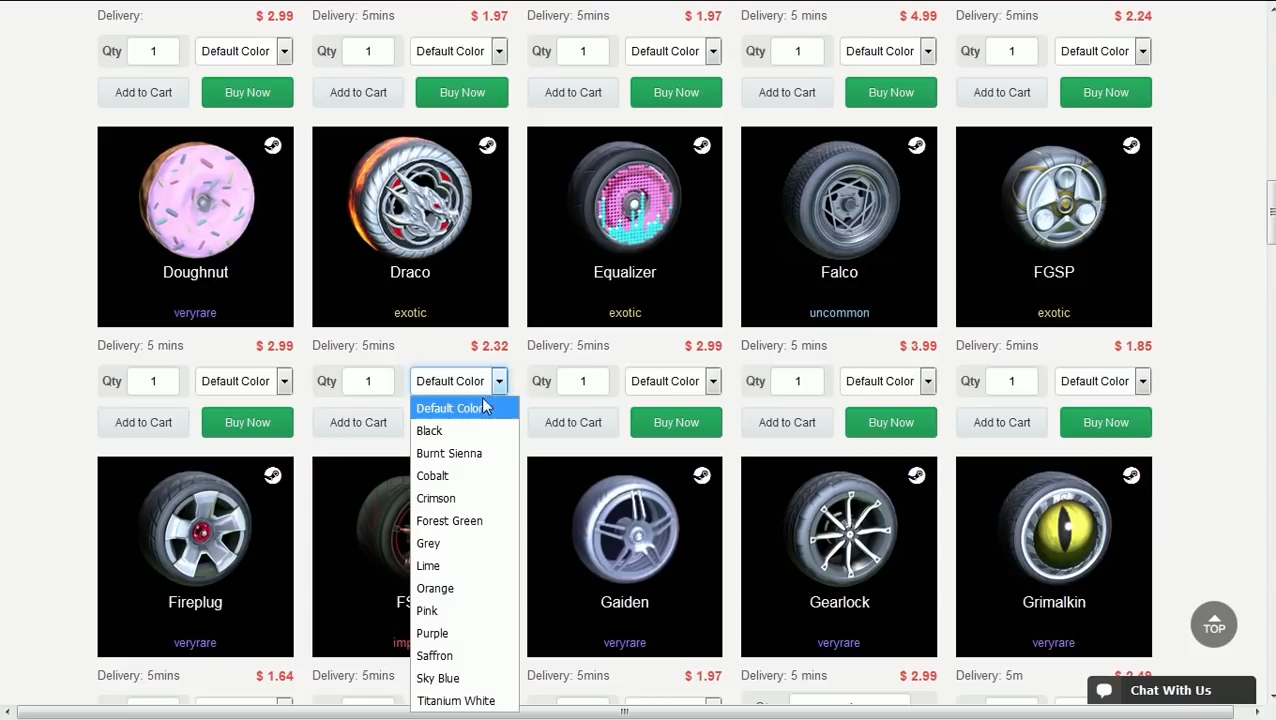 Delivery: $ 2.99 Delivery: 5mins $ 1.97 Delivery: 5mins $ 1.97 Delivery: 5 mins $ 4.99 Delivery: 5mins $ 2.24
Qty 1 Default Color Qty 1 Default Color Qty 1 Default Color Qty 1 Default Color Qty 1 Default Color
Add to Cart Buy Now Add to Cart Buy Now Add to Cart Buy Now Add to Cart Buy Now Add to Cart Buy Now
Doughnut Draco Equalizer Falco FGSP
veryrare exotic exotic uncommon exotic
Delivery: 5 mins $ 2.99 Delivery: 5mins $ 2.32 Delivery: 5mins $ 2.99 Delivery: 5 mins $ 3.99 Delivery: 5mins $ 1.85
Qty 1 Default Color Qty 1 Default Color Qty 1 Default Color Qty 1 Default Color Qty 1 Default Color
Add to Cart Buy Now Add to Cart Add to Cart Buy Now Add to Cart Buy Now Add to Cart Buy Now
Default Color
Black
Burnt Sienna
Cobalt
Crimson
Forest Green
Grey
Lime
Orange
Pink
Purple
Saffron
Sky Blue
Titanium White
Fireplug Gaiden Gearlock Grimalkin
veryrare veryrare veryrare veryrare
Delivery: 5mins $ 1.64 Delivery: 5mins Delivery: 5mins $ 1.97 Delivery: 5mins $ 2.99 Delivery: 5m
TOP
Chat With Us